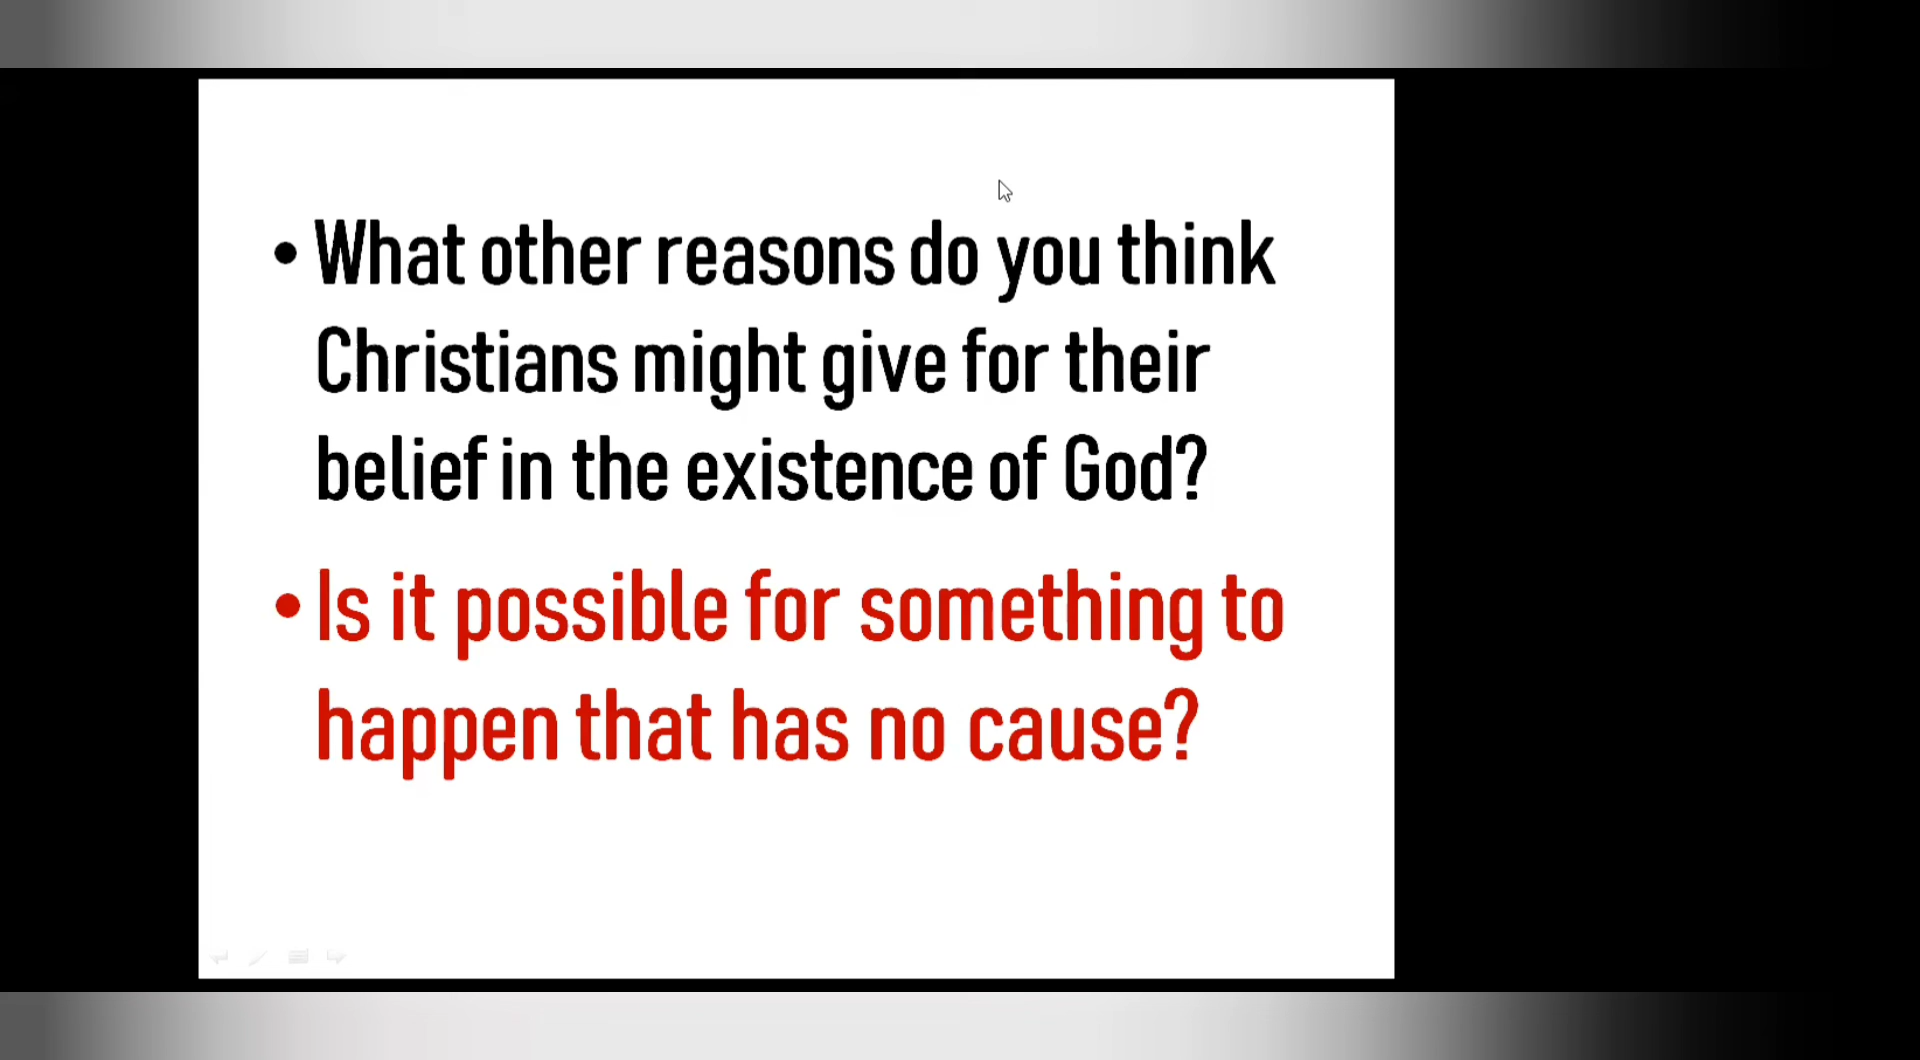 • What other reasons do you think
Christians might give for their
belief in the existence of God?
• Is it possible for something to
happen that has no cause?